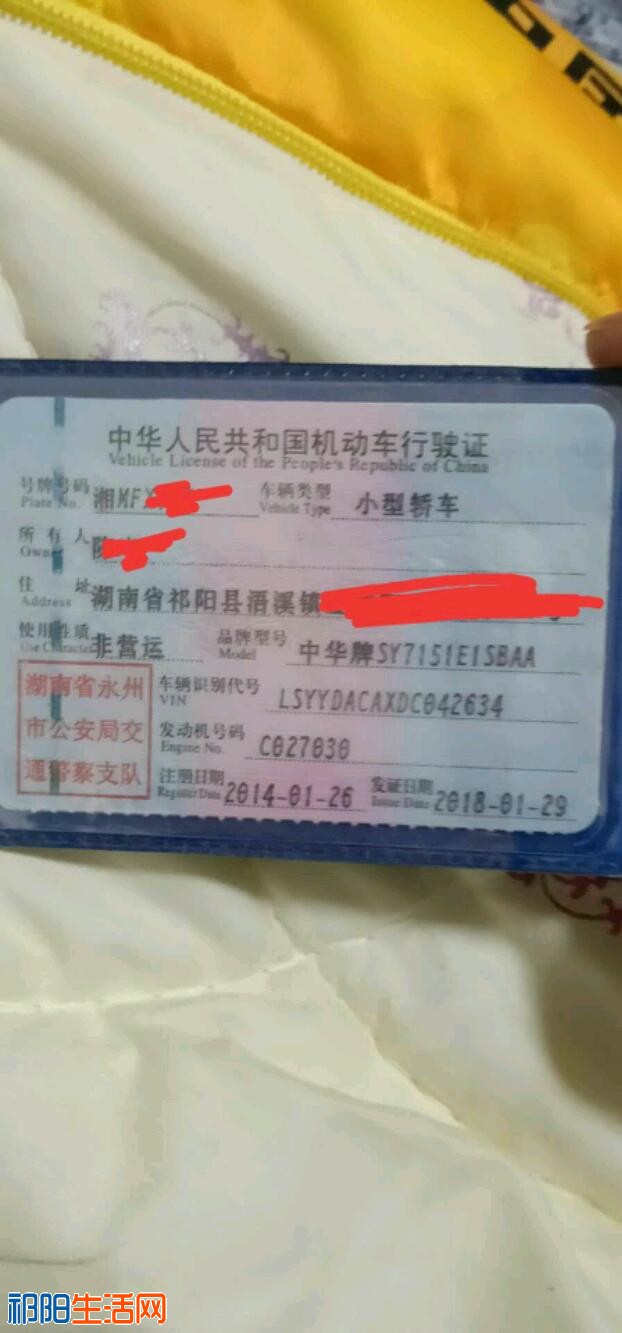 中华人民共和国机动车行驶证
Vehicle License of the People's Republic of China
号牌号码 湘MF 车辆类型 小型轿车
Plate No. Vehicle Type
所有人
Owner
住址 湖南省祁阳县浯溪镇
Address
使用性质 非营运 品牌型号 中华牌SY7151E1SBAA
Use Character Model
湖南省永州市公安局交通警察支队
车辆识别代号 LSYYDACAXDC042634
VIN
发动机号码 C027030
Engine No.
注册日期 2014-01-26 发证日期 2018-01-29
Register Date Issue Date
祁阳生活网